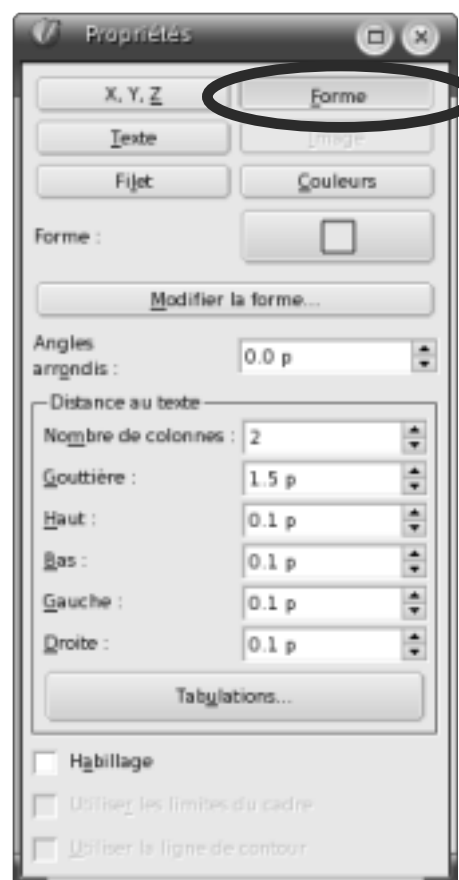 Propriétés
X, Y, Z Forme
Texte Image
Filet Couleurs
Forme :
Modifier la forme...
Angles
arrondis : 0.0 p
Distance au texte
Nombre de colonnes : 2
Gouttière : 1.5 p
Haut : 0.1 p
Bas : 0.1 p
Gauche : 0.1 p
Droite : 0.1 p
Tabulations...
Habillage
Utiliser les limites du cadre
Utiliser la ligne de contour